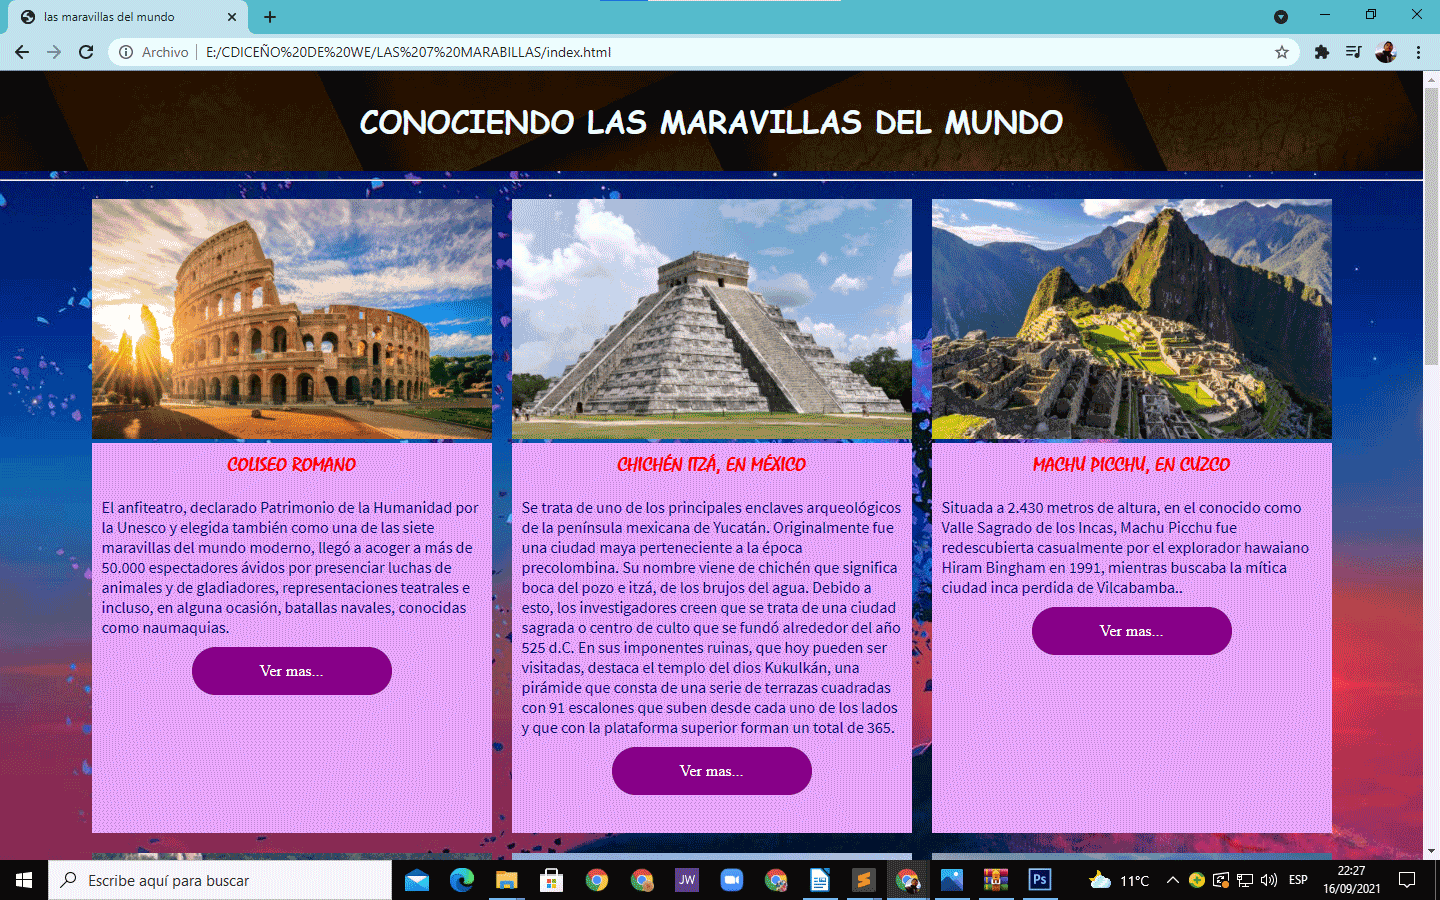 las maravillas del mundo
Archivo
E:/CDICEÑO%20DE%20WE/LAS%207%20MARABILLAS/index.html
CONOCIENDO LAS MARAVILLAS DEL MUNDO
COLISEO ROMANO
El anfiteatro, declarado Patrimonio de la Humanidad por
la Unesco y elegida también como una de las siete
maravillas del mundo moderno, llegó a acoger a más de
50.000 espectadores ávidos por presenciar luchas de
animales y de gladiadores, representaciones teatrales e
incluso, en alguna ocasión, batallas navales, conocidas
como naumaquias.
Ver mas...
CHICHÉN ITZÁ, EN MÉXICO
Se trata de uno de los principales enclaves arqueológicos
de la península mexicana de Yucatán. Originalmente fue
una ciudad maya perteneciente a la época
precolombina. Su nombre viene de chichén que significa
boca del pozo e itzá, de los brujos del agua. Debido a
esto, los investigadores creen que se trata de una ciudad
sagrada o centro de culto que se fundó alrededor del año
525 d.C. En sus imponentes ruinas, que hoy pueden ser
visitadas, destaca el templo del dios Kukulkán, una
pirámide que consta de una serie de terrazas cuadradas
con 91 escalones que suben desde cada uno de los lados
y que con la plataforma superior forman un total de 365.
Ver mas...
MACHU PICCHU, EN CUZCO
Situada a 2.430 metros de altura, en el conocido como
Valle Sagrado de los Incas, Machu Picchu fue
redescubierta casualmente por el explorador hawaiano
Hiram Bingham en 1991, mientras buscaba la mítica
ciudad inca perdida de Vilcabamba..
Ver mas...
Escribe aquí para buscar
JW
Ps
11°C
ESP
22:27
16/09/2021